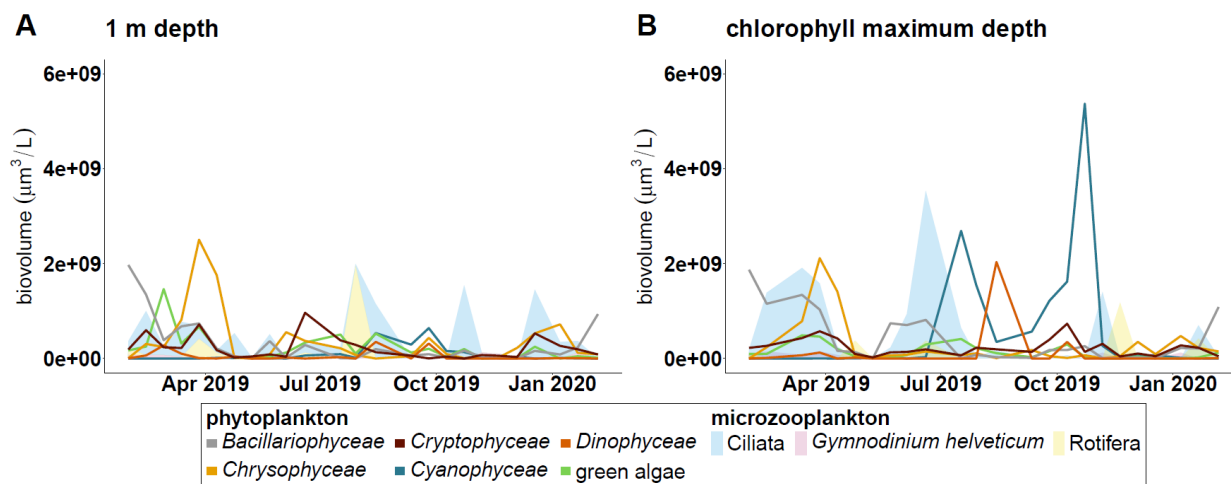 A 1 m depth
6e+09
4e+09
2e+09
0e+00
biovolume (μm³/L)
Apr 2019 Jul 2019 Oct 2019 Jan 2020
B chlorophyll maximum depth
6e+09
4e+09
2e+09
0e+00
biovolume (μm³/L)
Apr 2019 Jul 2019 Oct 2019 Jan 2020
phytoplankton
Bacillariophyceae Cryptophyceae Dinophyceae
Chrysophyceae Cyanophyceae green algae
microzooplankton
Ciliata Gymnodinium helveticum Rotifera